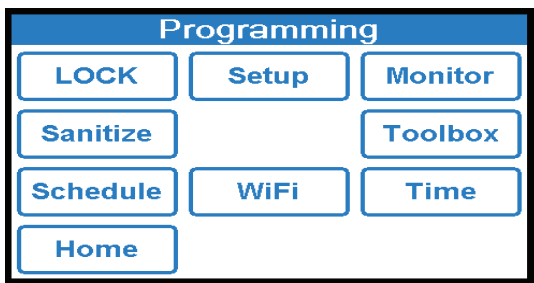 Programming
LOCK Setup Monitor
Sanitize Toolbox
Schedule WiFi Time
Home